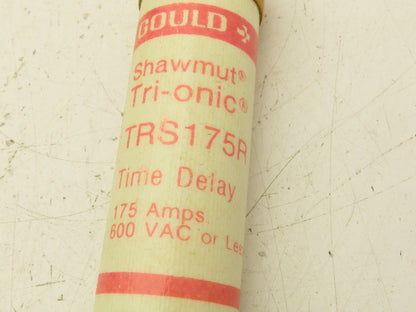 GOULD
Shawmut®
Tri-onic®
TRS175R
Time Delay
175 Amps
600 VAC or Less